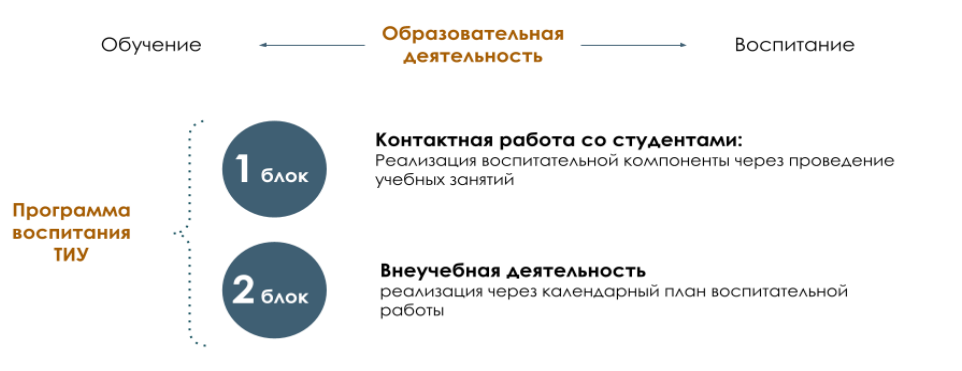 Обучение
Образовательная
деятельность
Воспитание
Программа
воспитания
ТИУ
1 блок
Контактная работа со студентами:
Реализация воспитательной компоненты через проведение
учебных занятий
2 блок
Внеучебная деятельность
реализация через календарный план воспитательной
работы